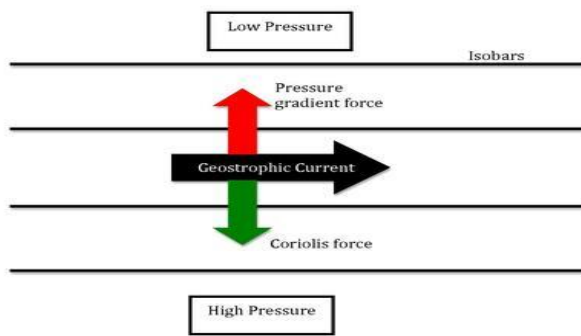 Low Pressure
Isobars
Pressure
gradient force
Geostrophic Current
Coriolis force
High Pressure